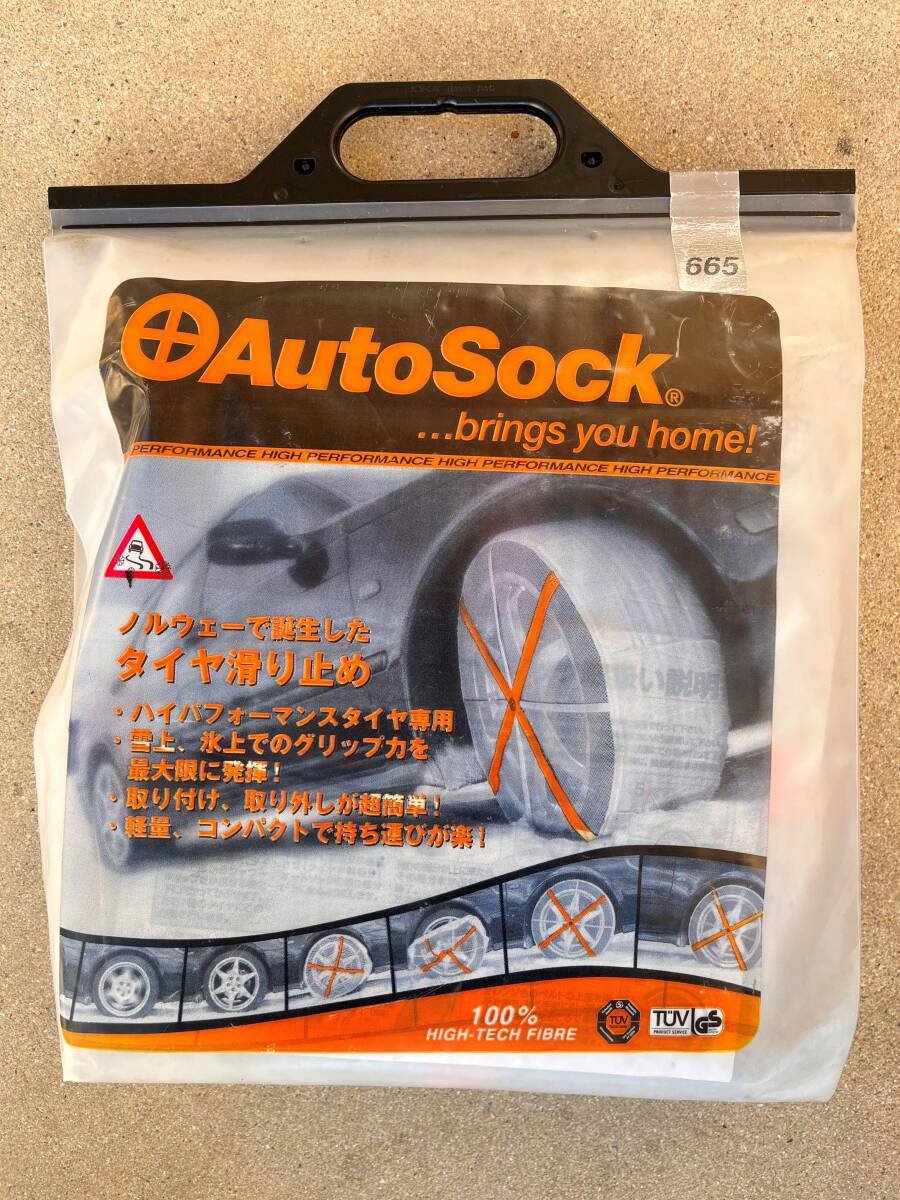 665
AutoSock®
...brings you home!
PERFORMANCE HIGH PERFORMANCE HIGH PERFORMANCE HIGH PERFORMANCE
ノルウェーで誕生した
タイヤ滑り止め
・ハイパフォーマンスタイヤ専用
・雪上、氷上でのグリップ力を
最大限に発揮!
・取り付け、取り外しが超簡単!
・軽量、コンパクトで持ち運びが楽!
100%
HIGH-TECH FIBRE
TÜV
TÜV
PRODUCT SERVICE
GS